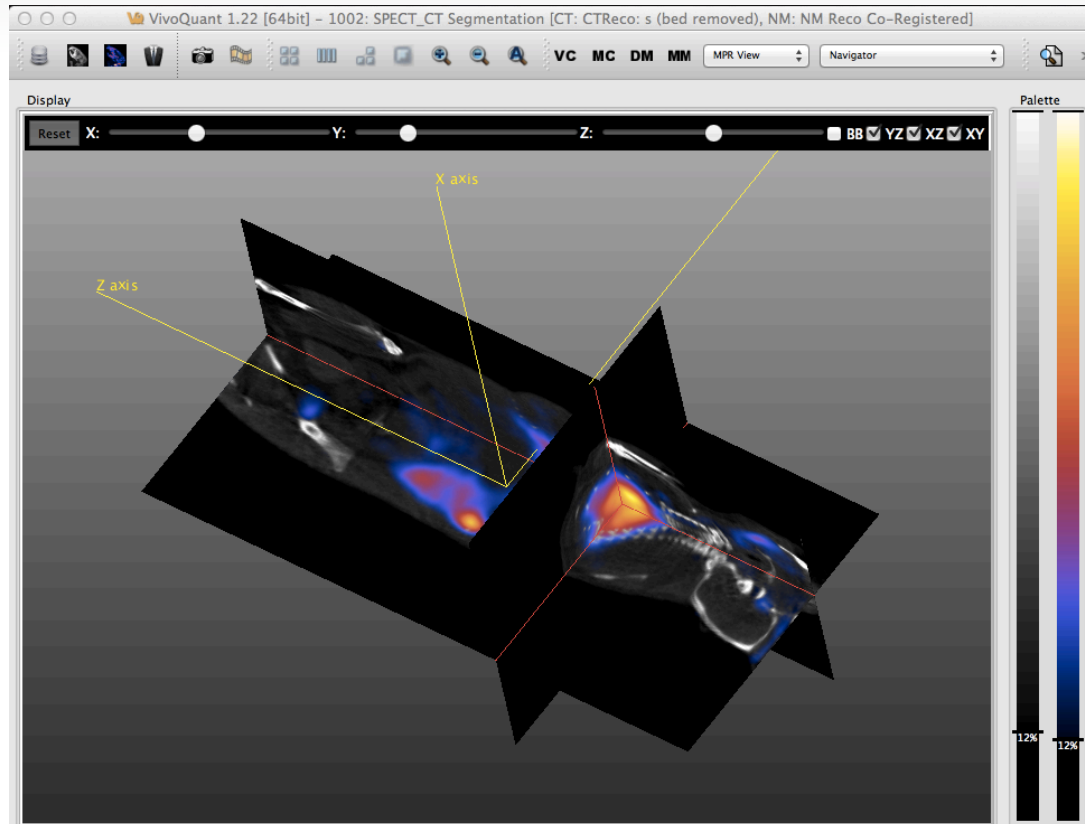 VivoQuant 1.22 [64bit] - 1002: SPECT_CT Segmentation [CT: CTReco: s (bed removed), NM: NM Reco Co-Registered]
VC MC DM MM MPR View Navigator
Display Palette
Reset X: Y: Z: BB YZ XZ XY
X axis
Z axis
12% 12%